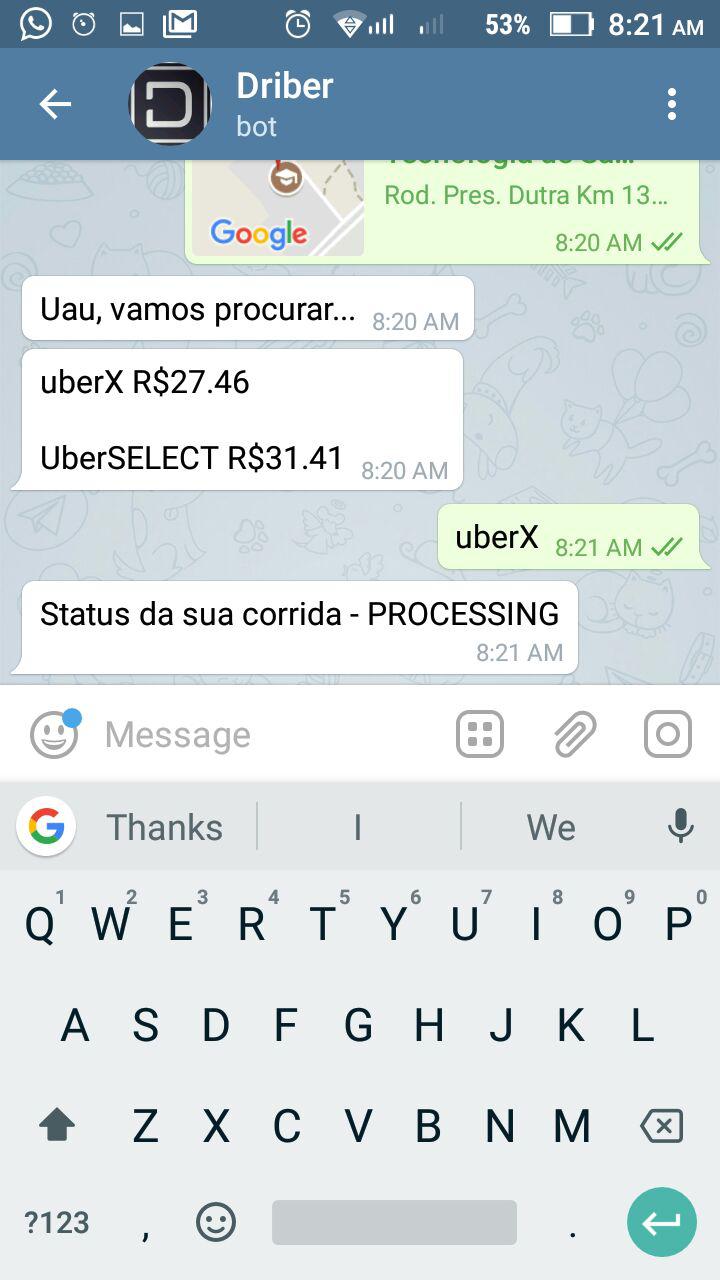 53% 8:21 AM
D
Driber
bot
Rod. Pres. Dutra Km 13...
Google
8:20 AM
Uau, vamos procurar... 8:20 AM
uberX R$27.46
UberSELECT R$31.41 8:20 AM
uberX 8:21 AM
Status da sua corrida - PROCESSING
8:21 AM
Message
G Thanks I We
1 2 3 4 5 6 7 8 9 0
Q W E R T Y U I O P
A S D F G H J K L
Z X C V B N M
?123 , .